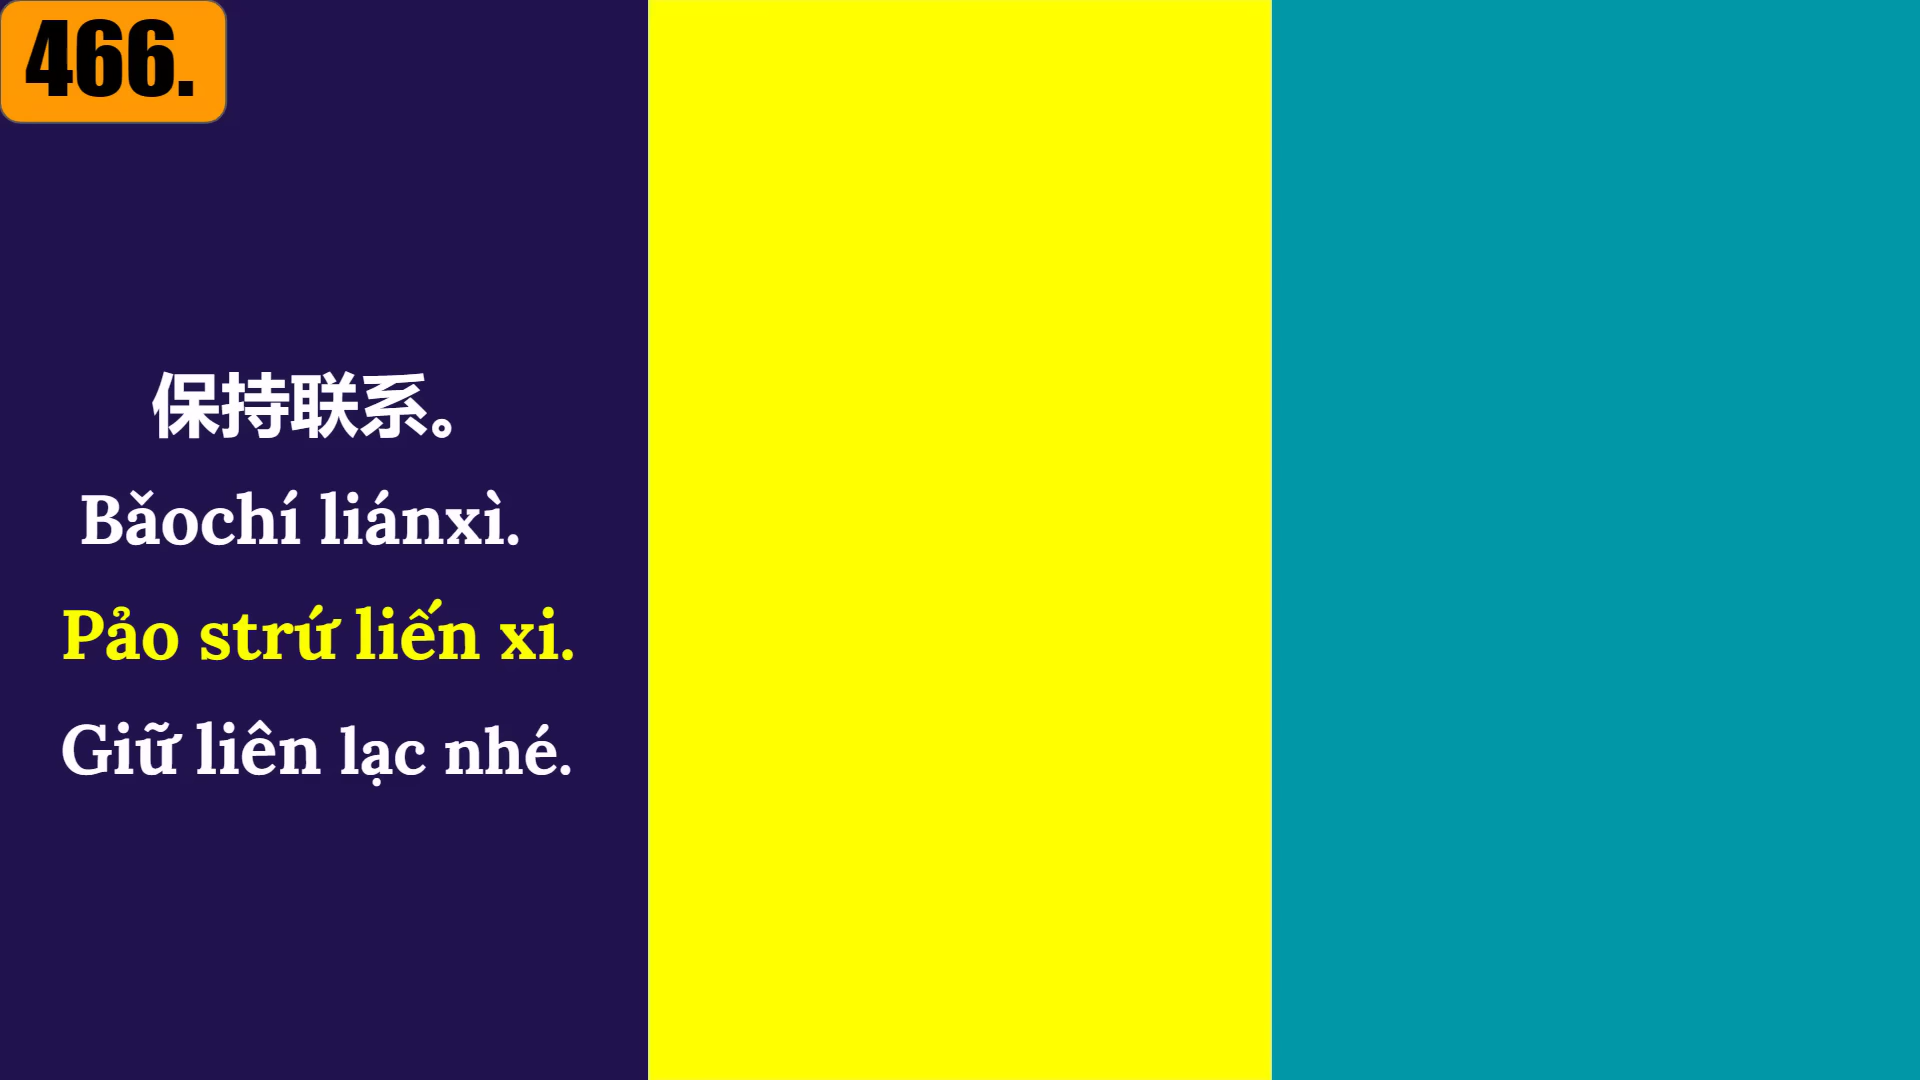 466.
保持联系。
Bǎochí liánxì.
Pảo strứ liến xi.
Giữ liên lạc nhé.